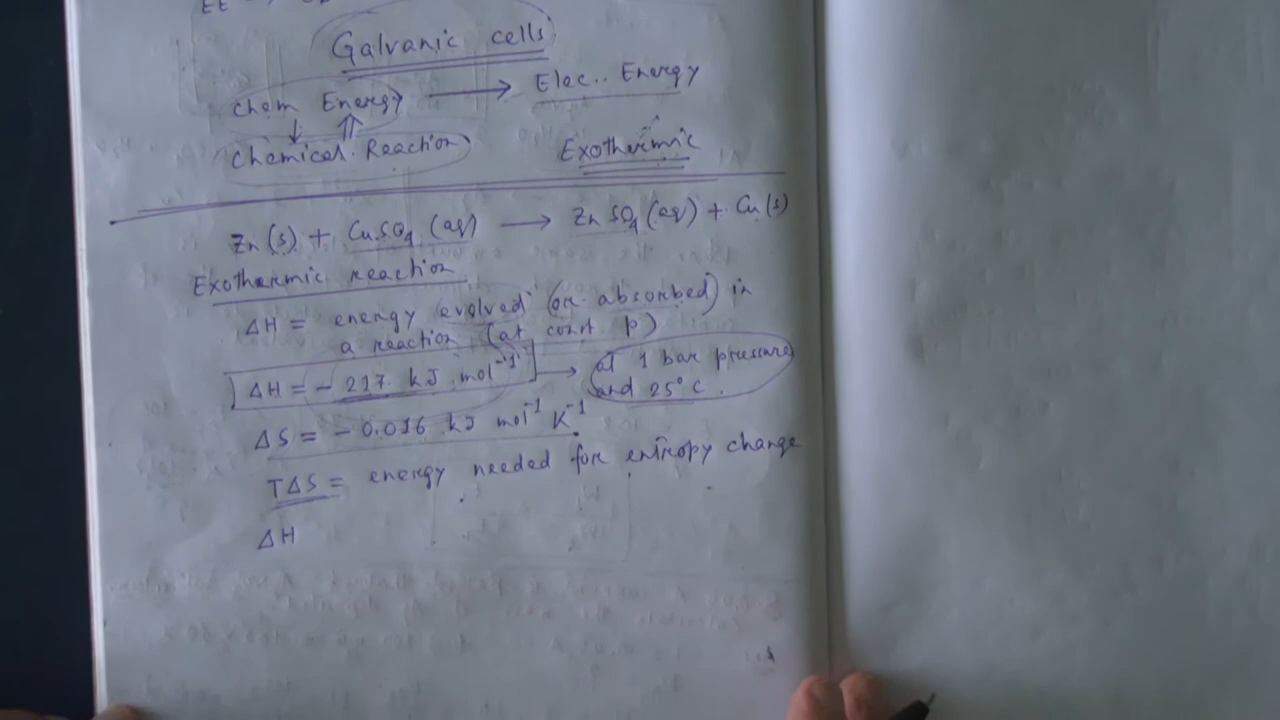 Galvanic cells
Chem Energy → Elec.. Energy
↓ ⇑
Chemical Reaction Exothermic
Zn(s) + CuSO4 (aq) → ZnSO4 (aq) + Cu(s)
Exothermic reaction
ΔH = energy evolved (or absorbed) in
a reaction (at const p)
ΔH = - 217 kJ mol⁻¹ → at 1 bar pressure
and 25°C.
ΔS = - 0.016 kJ mol⁻¹ K⁻¹
TΔS = energy needed for entropy change
ΔH